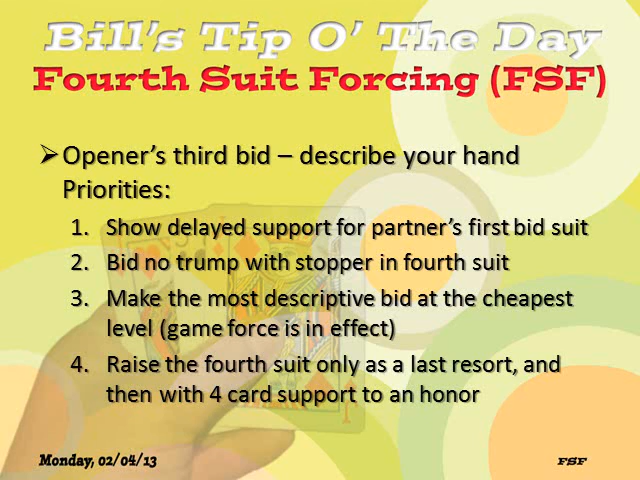 Bill's Tip O' The Day
Fourth Suit Forcing (FSF)
➢Opener's third bid – describe your hand
Priorities:
1. Show delayed support for partner's first bid suit
2. Bid no trump with stopper in fourth suit
3. Make the most descriptive bid at the cheapest
level (game force is in effect)
4. Raise the fourth suit only as a last resort, and
then with 4 card support to an honor
Monday, 02/04/13
FSF